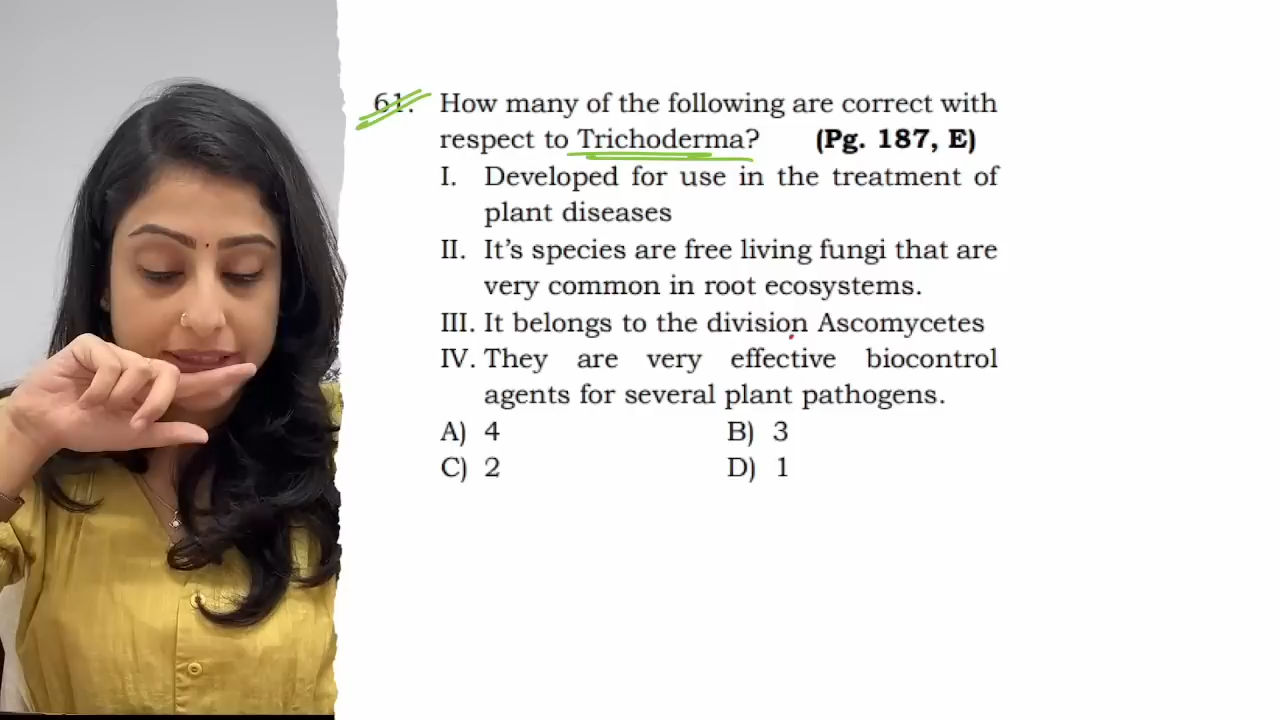 61. How many of the following are correct with
respect to Trichoderma? (Pg. 187, E)
I. Developed for use in the treatment of
plant diseases
II. It's species are free living fungi that are
very common in root ecosystems.
III. It belongs to the division Ascomycetes
IV. They are very effective biocontrol
agents for several plant pathogens.
A) 4 B) 3
C) 2 D) 1